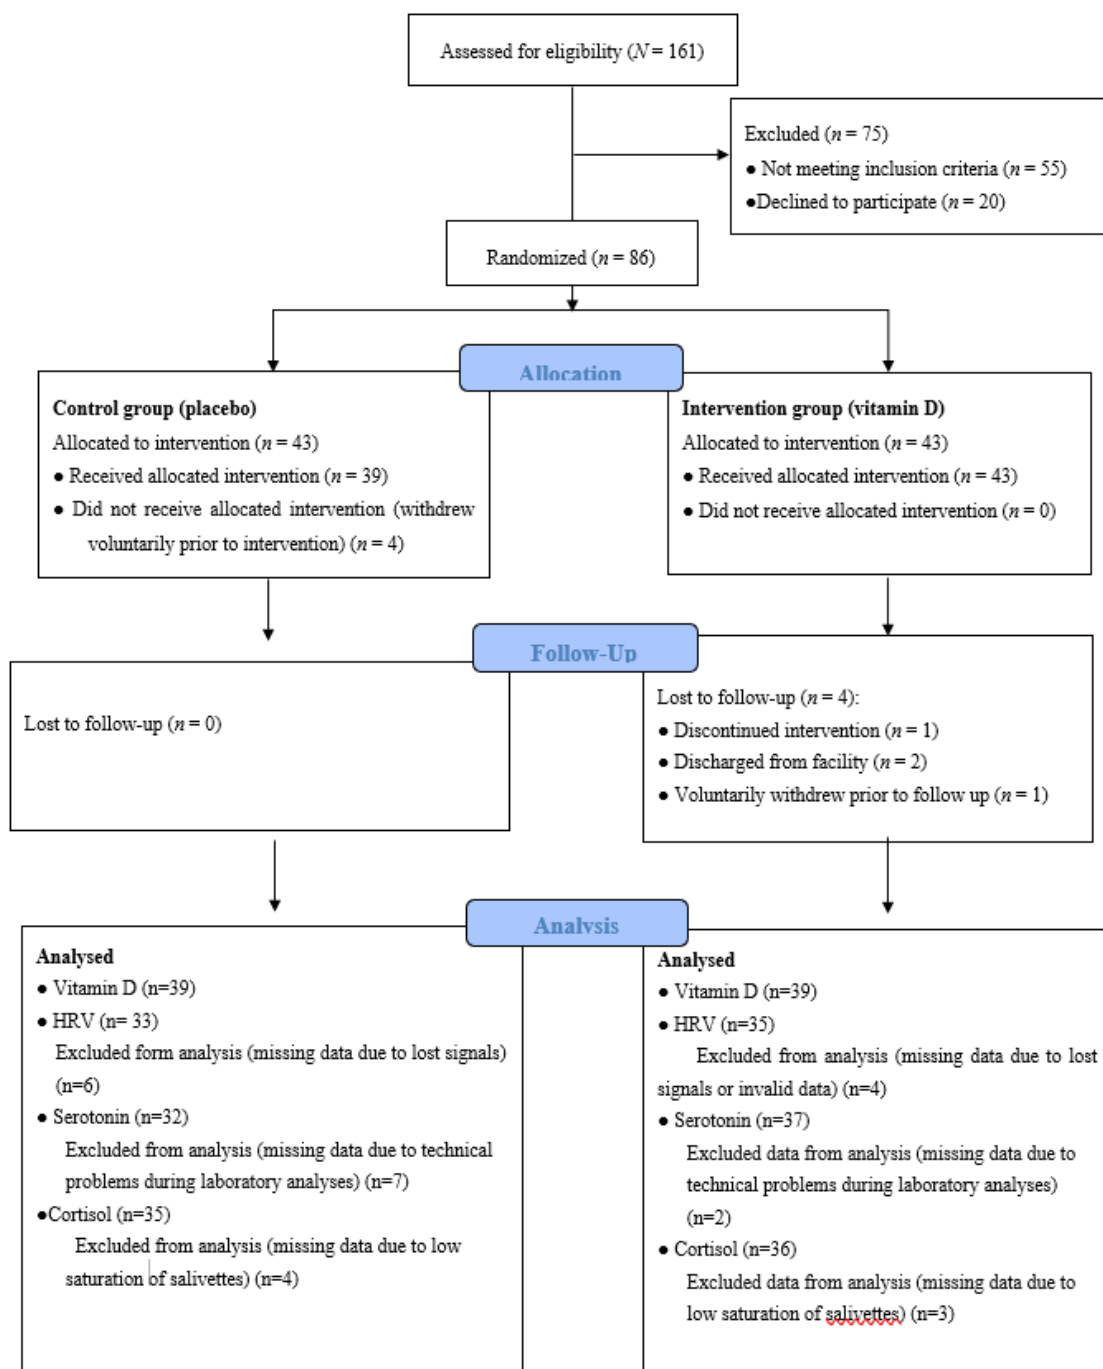 Assessed for eligibility (N = 161)
Excluded (n = 75)
● Not meeting inclusion criteria (n = 55)
●Declined to participate (n = 20)
Randomized (n = 86)
Allocation
Control group (placebo)
Allocated to intervention (n = 43)
● Received allocated intervention (n = 39)
● Did not receive allocated intervention (withdrew
voluntarily prior to intervention) (n = 4)
Intervention group (vitamin D)
Allocated to intervention (n = 43)
● Received allocated intervention (n = 43)
● Did not receive allocated intervention (n = 0)
Follow-Up
Lost to follow-up (n = 0)
Lost to follow-up (n = 4):
● Discontinued intervention (n = 1)
● Discharged from facility (n = 2)
● Voluntarily withdrew prior to follow up (n = 1)
Analysis
Analysed
● Vitamin D (n=39)
● HRV (n= 33)
Excluded form analysis (missing data due to lost signals)
(n=6)
● Serotonin (n=32)
Excluded from analysis (missing data due to technical
problems during laboratory analyses) (n=7)
●Cortisol (n=35)
Excluded from analysis (missing data due to low
saturation of salivettes) (n=4)
Analysed
● Vitamin D (n=39)
● HRV (n=35)
Excluded from analysis (missing data due to lost
signals or invalid data) (n=4)
● Serotonin (n=37)
Excluded data from analysis (missing data due to
technical problems during laboratory analyses)
(n=2)
● Cortisol (n=36)
Excluded data from analysis (missing data due to
low saturation of salivettes) (n=3)